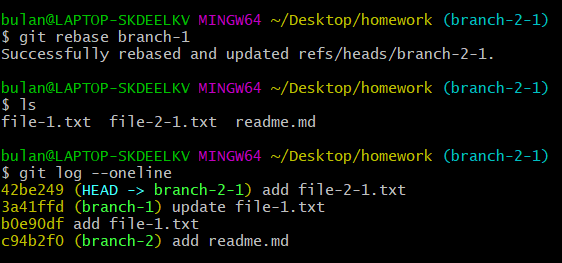 bulan@LAPTOP-SKDEELKV MINGW64 ~/Desktop/homework (branch-2-1)
$ git rebase branch-1
Successfully rebased and updated refs/heads/branch-2-1.
bulan@LAPTOP-SKDEELKV MINGW64 ~/Desktop/homework (branch-2-1)
$ ls
file-1.txt  file-2-1.txt  readme.md
bulan@LAPTOP-SKDEELKV MINGW64 ~/Desktop/homework (branch-2-1)
$ git log --oneline
42be249 (HEAD -> branch-2-1) add file-2-1.txt
3a41ffd (branch-1) update file-1.txt
b0e90df add file-1.txt
c94b2f0 (branch-2) add readme.md